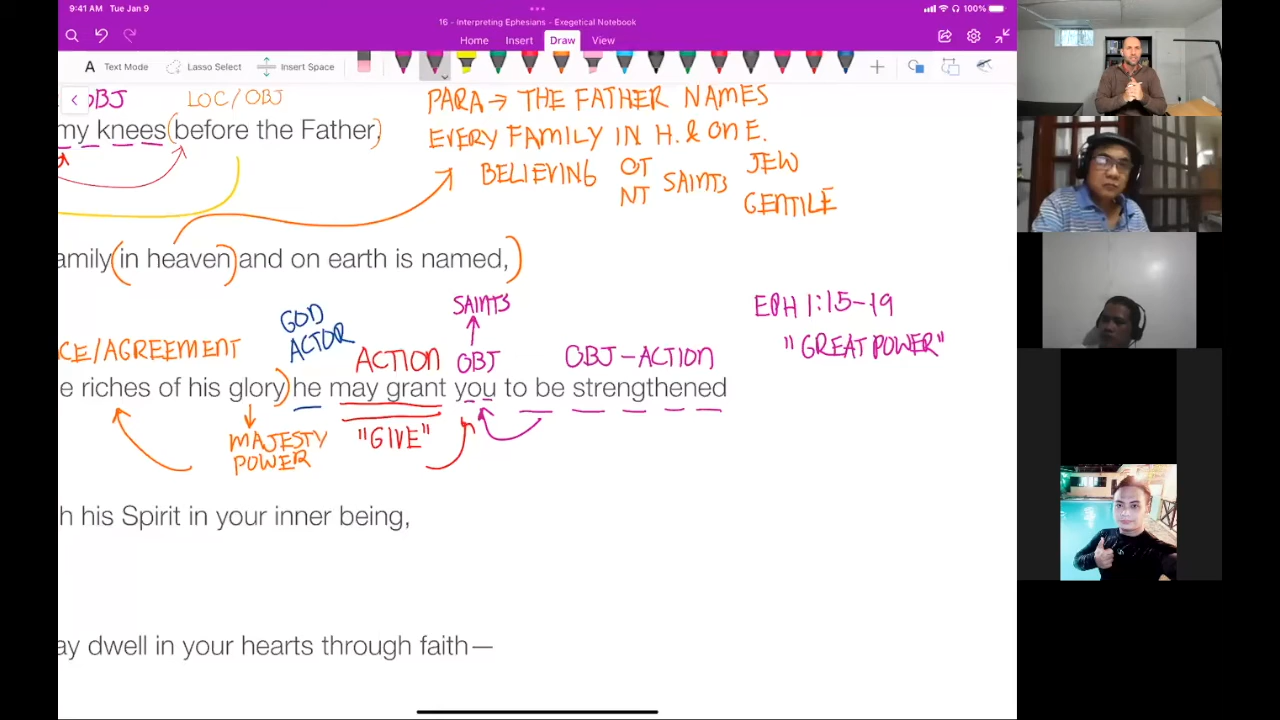 9:41 AM Tue Jan 9
100%
16 - Interpreting Ephesians - Exegetical Notebook
Home Insert Draw View
A Text Mode Lasso Select Insert Space
OBJ LOC/OBJ
my knees (before the Father,)
PARA → THE FATHER NAMES
EVERY FAMILY IN H. & ON E.
BELIEVING OT NT SAINTS JEW GENTILE
amily (in heaven) and on earth is named,)
SAINTS
GOD
ACTOR
EPH 1:15-19
"GREAT POWER"
CE/AGREEMENT ACTION OBJ OBJ-ACTION
e riches of his glory) he may grant you to be strengthened
MAJESTY
POWER
"GIVE"
h his Spirit in your inner being,
ay dwell in your hearts through faith—